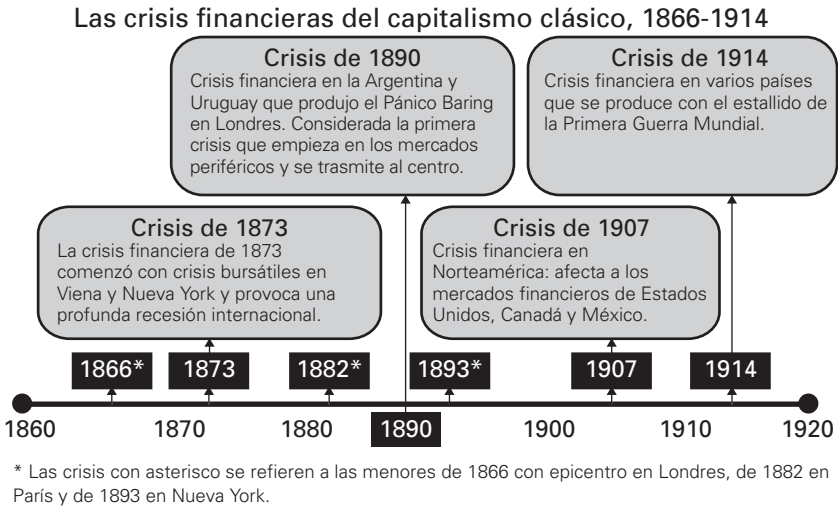 Las crisis financieras del capitalismo clásico, 1866-1914
Crisis de 1890
Crisis financiera en la Argentina y
Uruguay que produjo el Pánico Baring
en Londres. Considerada la primera
crisis que empieza en los mercados
periféricos y se trasmite al centro.
Crisis de 1914
Crisis financiera en varios países
que se produce con el estallido de
la Primera Guerra Mundial.
Crisis de 1873
La crisis financiera de 1873
comenzó con crisis bursátiles en
Viena y Nueva York y provoca una
profunda recesión internacional.
Crisis de 1907
Crisis financiera en
Norteamérica: afecta a los
mercados financieros de Estados
Unidos, Canadá y México.
1866* 1873 1882* 1893* 1907 1914
1860 1870 1880 1890 1900 1910 1920
* Las crisis con asterisco se refieren a las menores de 1866 con epicentro en Londres, de 1882 en
París y de 1893 en Nueva York.